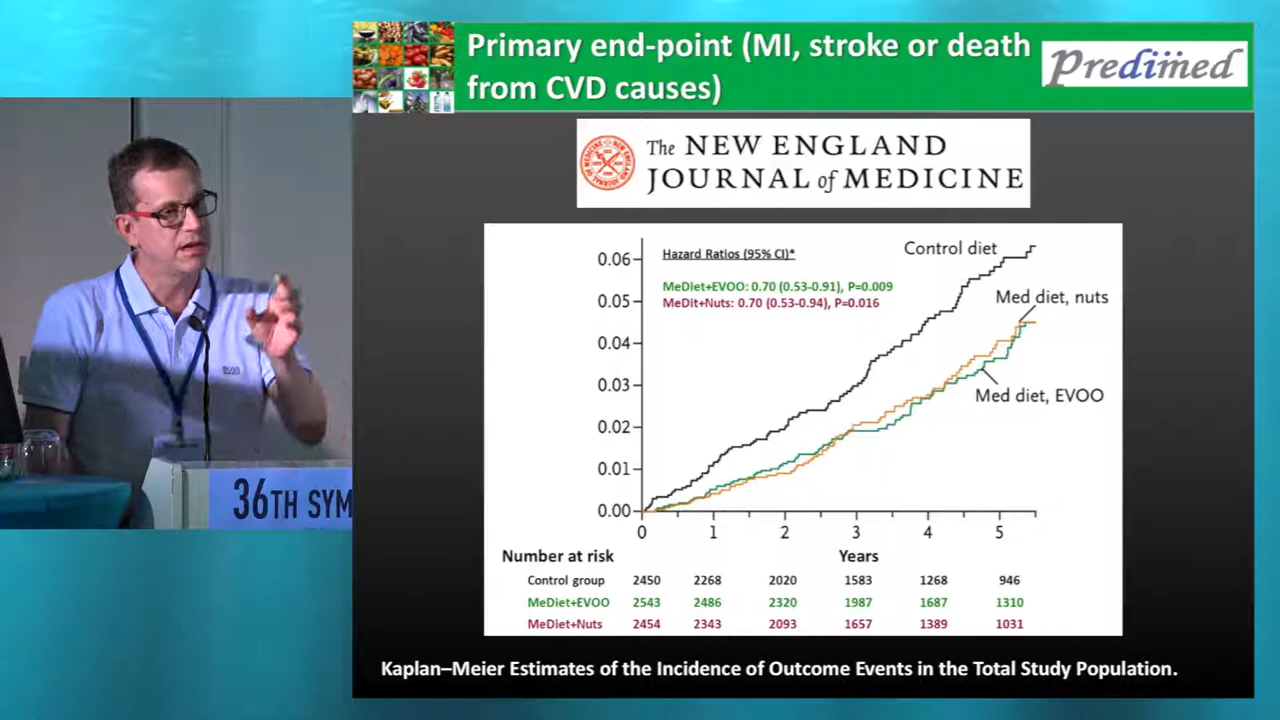 Primary end-point (MI, stroke or death
from CVD causes)
Predimed
The NEW ENGLAND
JOURNAL of MEDICINE
Hazard Ratios (95% CI)*
MeDiet+EVOO: 0.70 (0.53-0.91), P=0.009
MeDit+Nuts: 0.70 (0.53-0.94), P=0.016
Control diet
Med diet, nuts
Med diet, EVOO
0.06
0.05
0.04
0.03
0.02
0.01
0.00
0 1 2 3 4 5
Number at risk Years
Control group 2450 2268 2020 1583 1268 946
MeDiet+EVOO 2543 2486 2320 1987 1687 1310
MeDiet+Nuts 2454 2343 2093 1657 1389 1031
Kaplan–Meier Estimates of the Incidence of Outcome Events in the Total Study Population.
BOSS
36TH SYM